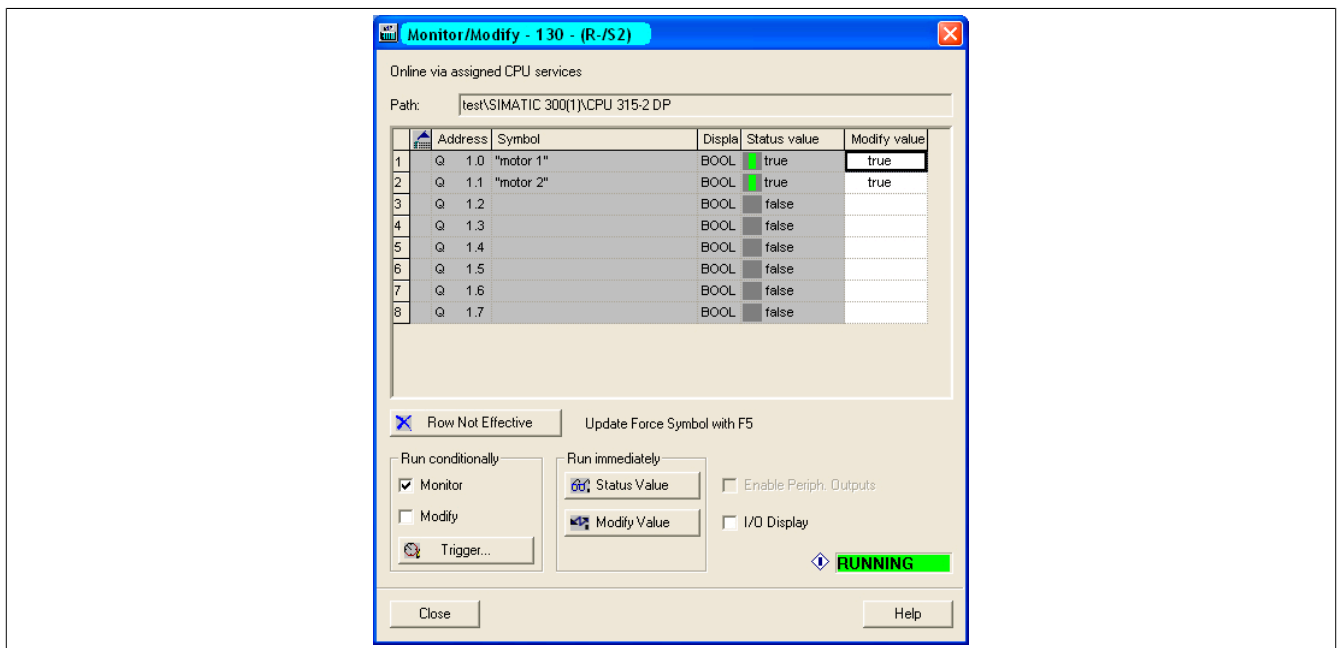 Monitor/Modify - 130 - (R-/S2)
Online via assigned CPU services
Path: test\SIMATIC 300(1)\CPU 315-2 DP
Address Symbol Displa Status value Modify value
1 Q 1.0 "motor 1" BOOL true true
2 Q 1.1 "motor 2" BOOL true true
3 Q 1.2 BOOL false
4 Q 1.3 BOOL false
5 Q 1.4 BOOL false
6 Q 1.5 BOOL false
7 Q 1.6 BOOL false
8 Q 1.7 BOOL false
Row Not Effective Update Force Symbol with F5
Run conditionally Run immediately
Monitor Status Value Enable Periph. Outputs
Modify Modify Value I/O Display
Trigger...
RUNNING
Close Help